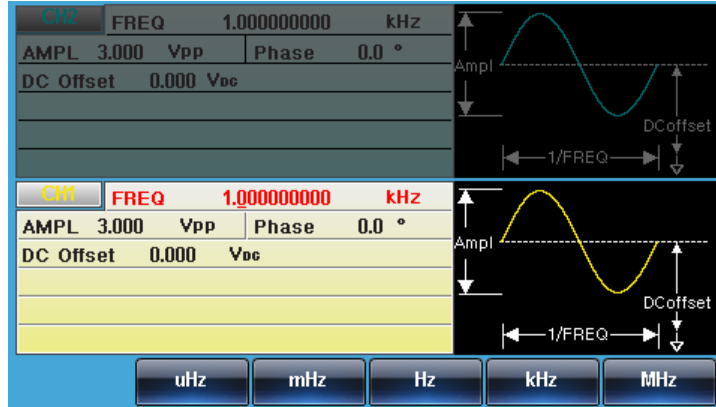 CH2 FREQ 1.000000000 kHz
AMPL 3.000 Vpp Phase 0.0 °
DC Offset 0.000 VDC
Ampl
DCoffset
1/FREQ
CH1 FREQ 1.000000000 kHz
AMPL 3.000 Vpp Phase 0.0 °
DC Offset 0.000 VDC
Ampl
DCoffset
1/FREQ
uHz mHz Hz kHz MHz